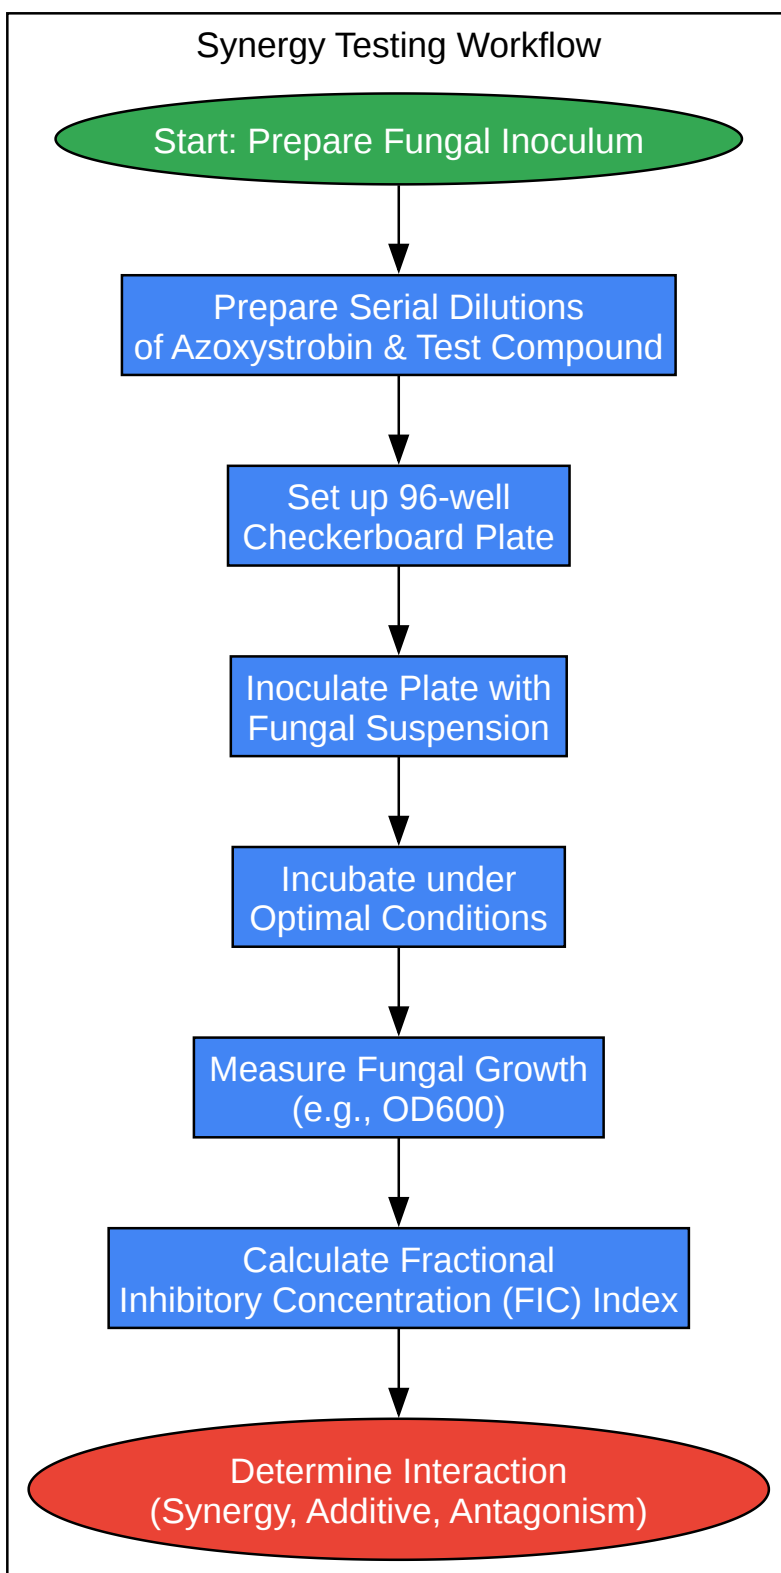 Synergy Testing Workflow
Start: Prepare Fungal Inoculum
Prepare Serial Dilutions
of Azoxystrobin & Test Compound
Set up 96-well
Checkerboard Plate
Inoculate Plate with
Fungal Suspension
Incubate under
Optimal Conditions
Measure Fungal Growth
(e.g., OD600)
Calculate Fractional
Inhibitory Concentration (FIC) Index
Determine Interaction
(Synergy, Additive, Antagonism)